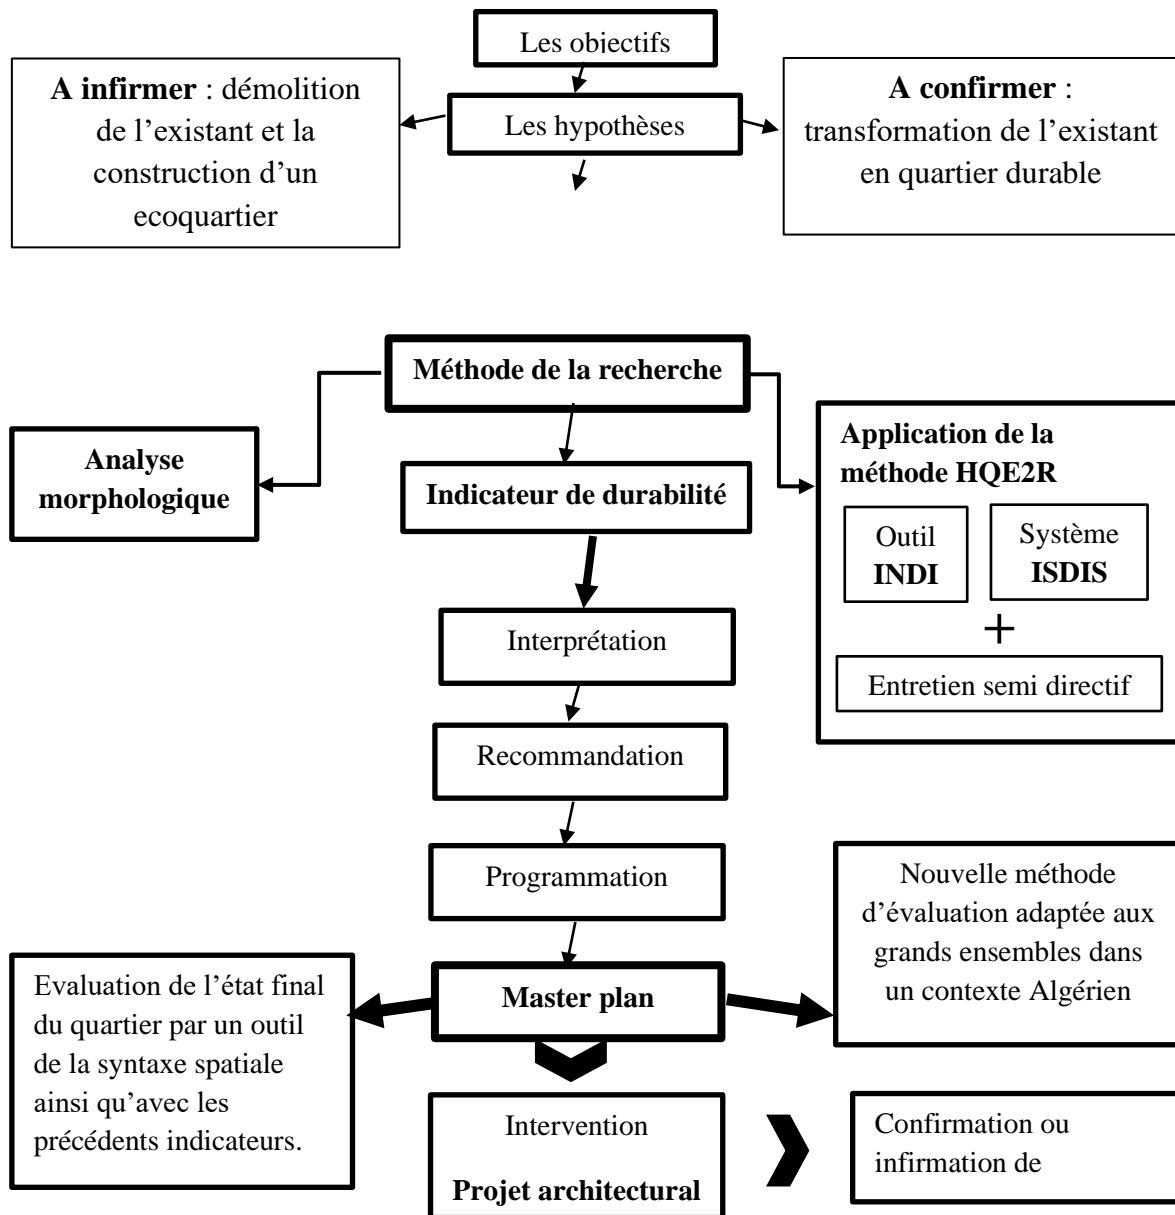 Les objectifs
A infirmer : démolition
de l’existant et la
construction d’un
ecoquartier
Les hypothèses
A confirmer :
transformation de l’existant
en quartier durable
Méthode de la recherche
Analyse
morphologique
Indicateur de durabilité
Application de la
méthode HQE2R
Outil
INDI
Système
ISDIS
+
Entretien semi directif
Interprétation
Recommandation
Programmation
Nouvelle méthode
d’évaluation adaptée aux
grands ensembles dans
un contexte Algérien
Master plan
Evaluation de l’état final
du quartier par un outil
de la syntaxe spatiale
ainsi qu’avec les
précédents indicateurs.
Intervention
Projet architectural
Confirmation ou
infirmation de